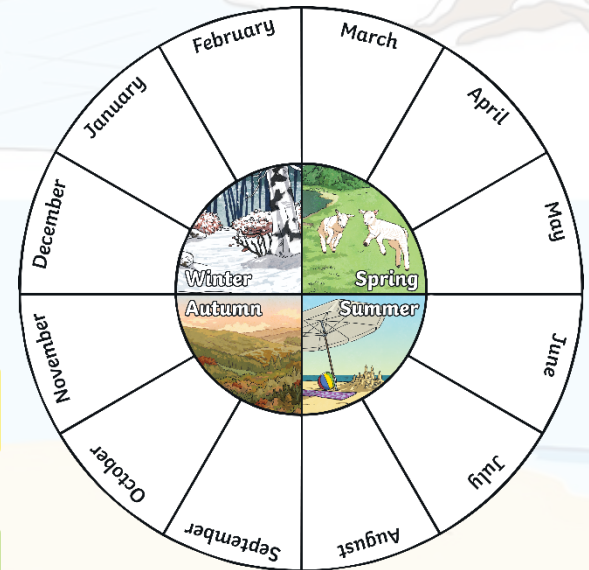 January
February
March
April
May
June
July
August
September
October
November
December
Winter
Spring
Autumn
Summer